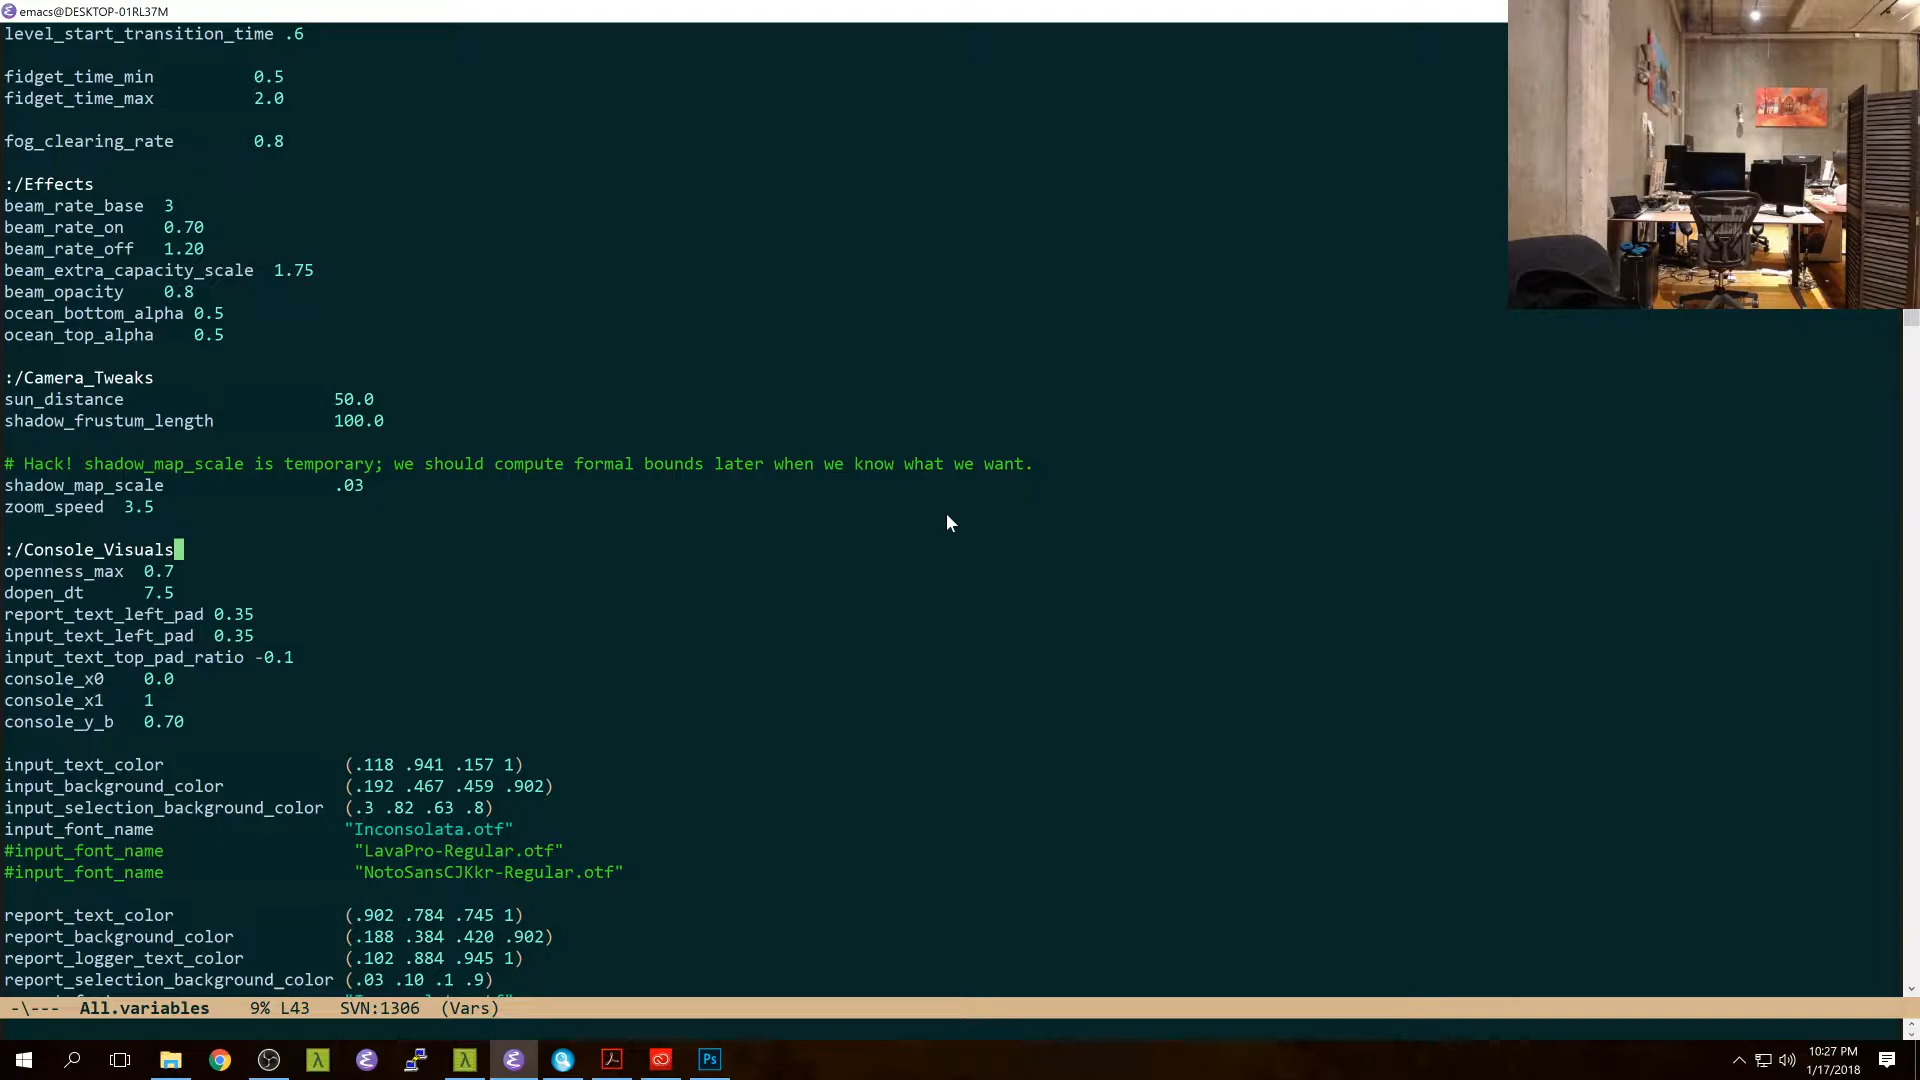 emacs@DESKTOP-01RL37M
level_start_transition_time .6
fidget_time_min 0.5
fidget_time_max 2.0
fog_clearing_rate 0.8
:/Effects
beam_rate_base 3
beam_rate_on 0.70
beam_rate_off 1.20
beam_extra_capacity_scale 1.75
beam_opacity 0.8
ocean_bottom_alpha 0.5
ocean_top_alpha 0.5
:/Camera_Tweaks
sun_distance 50.0
shadow_frustum_length 100.0
# Hack! shadow_map_scale is temporary; we should compute formal bounds later when we know what we want.
shadow_map_scale .03
zoom_speed 3.5
:/Console_Visuals
openness_max 0.7
dopen_dt 7.5
report_text_left_pad 0.35
input_text_left_pad 0.35
input_text_top_pad_ratio -0.1
console_x0 0.0
console_x1 1
console_y_b 0.70
input_text_color (.118 .941 .157 1)
input_background_color (.192 .467 .459 .902)
input_selection_background_color (.3 .82 .63 .8)
input_font_name "Inconsolata.otf"
#input_font_name "LavaPro-Regular.otf"
#input_font_name "NotoSansCJKkr-Regular.otf"
report_text_color (.902 .784 .745 1)
report_background_color (.188 .384 .420 .902)
report_logger_text_color (.102 .884 .945 1)
report_selection_background_color (.03 .10 .1 .9)
-\--- All.variables 9% L43 SVN:1306 (Vars)
Ps
10:27 PM
1/17/2018